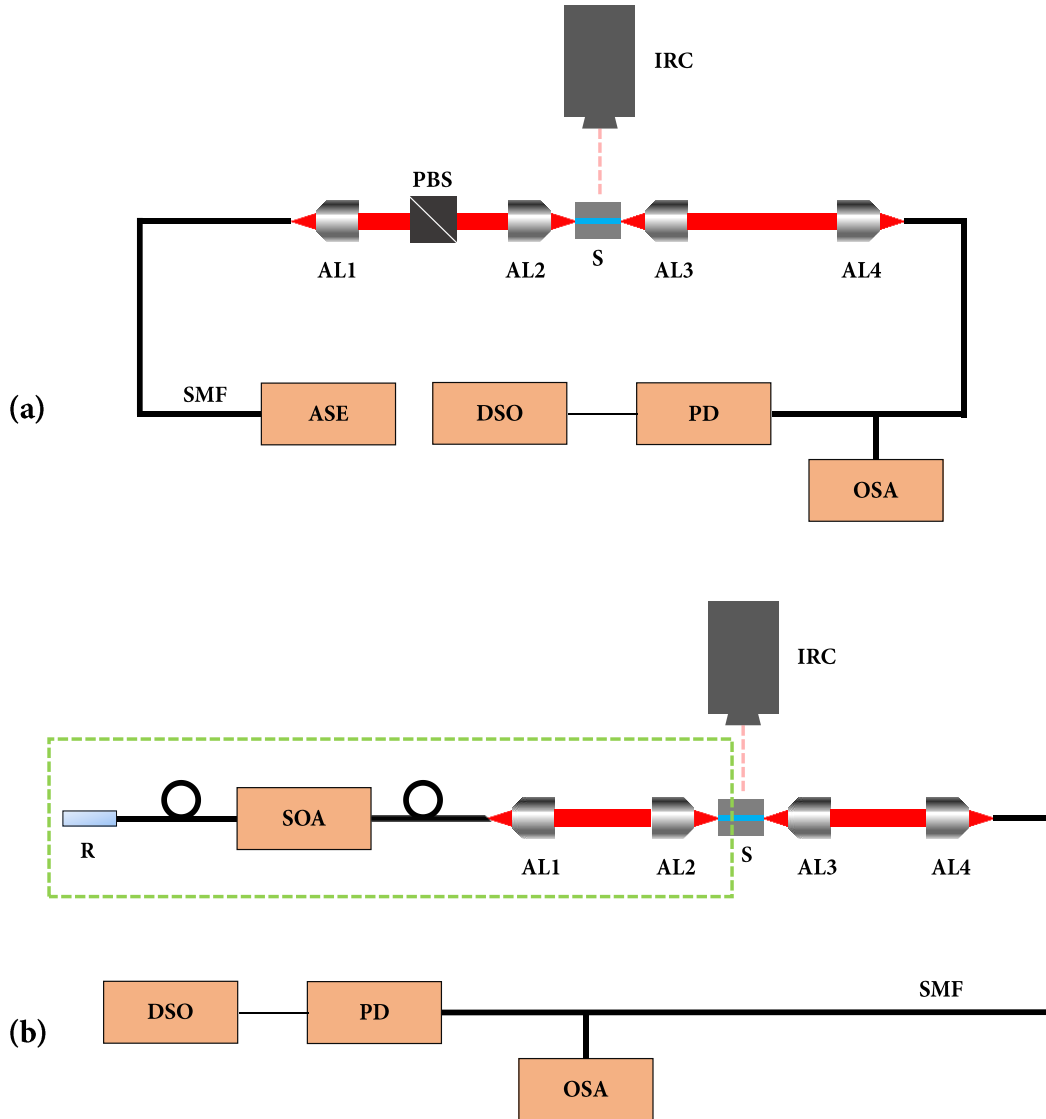 IRC
PBS
AL1
AL2
S
AL3
AL4
SMF
(a)
ASE
DSO
PD
OSA
IRC
R
SOA
AL1
AL2
S
AL3
AL4
SMF
(b)
DSO
PD
OSA